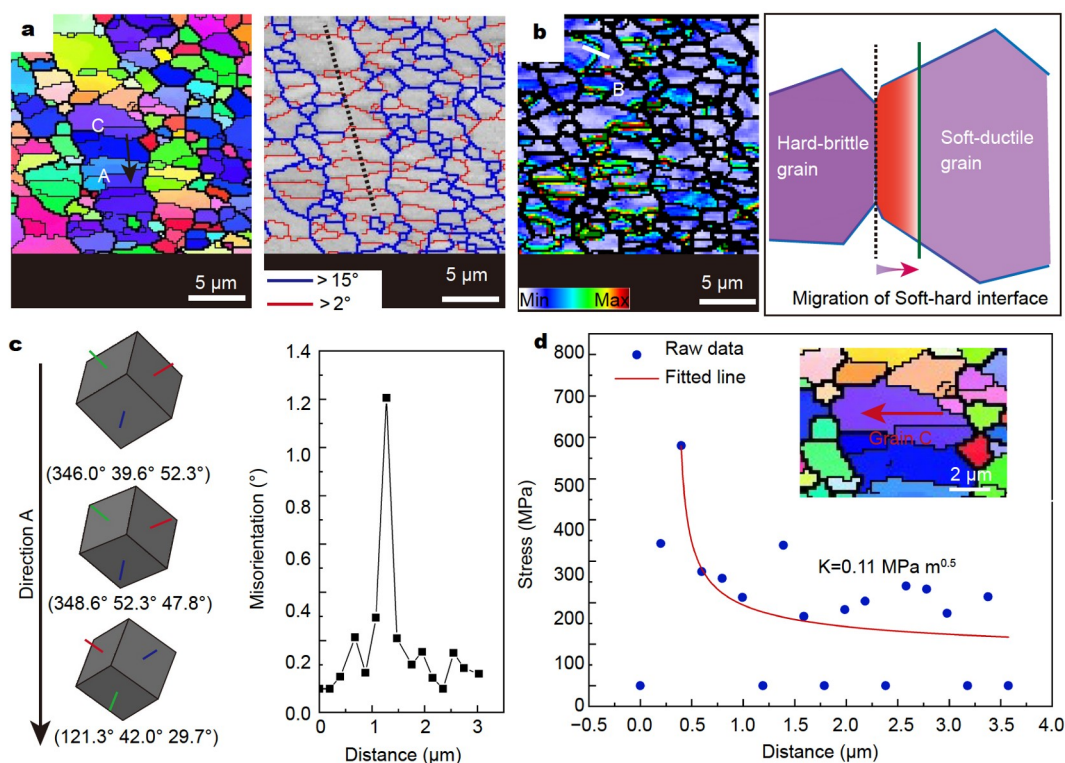 a
C
A
5 µm
> 15°
> 2°
5 µm
b
B
Min
Max
5 µm
Hard-brittle
grain
Soft-ductile
grain
Migration of Soft-hard interface
c
Direction A
(346.0° 39.6° 52.3°)
(348.6° 52.3° 47.8°)
(121.3° 42.0° 29.7°)
Misorientation (°)
1.4
1.2
1.0
0.8
0.6
0.4
0.2
0.0
0
1
2
3
Distance (µm)
d
Stress (MPa)
800
700
600
500
400
300
200
100
00
−0.5
0.0
0.5
1.0
1.5
2.0
2.5
3.0
3.5
4.0
Distance (µm)
Raw data
Fitted line
Grain C
2 µm
K=0.11 MPa m0.5